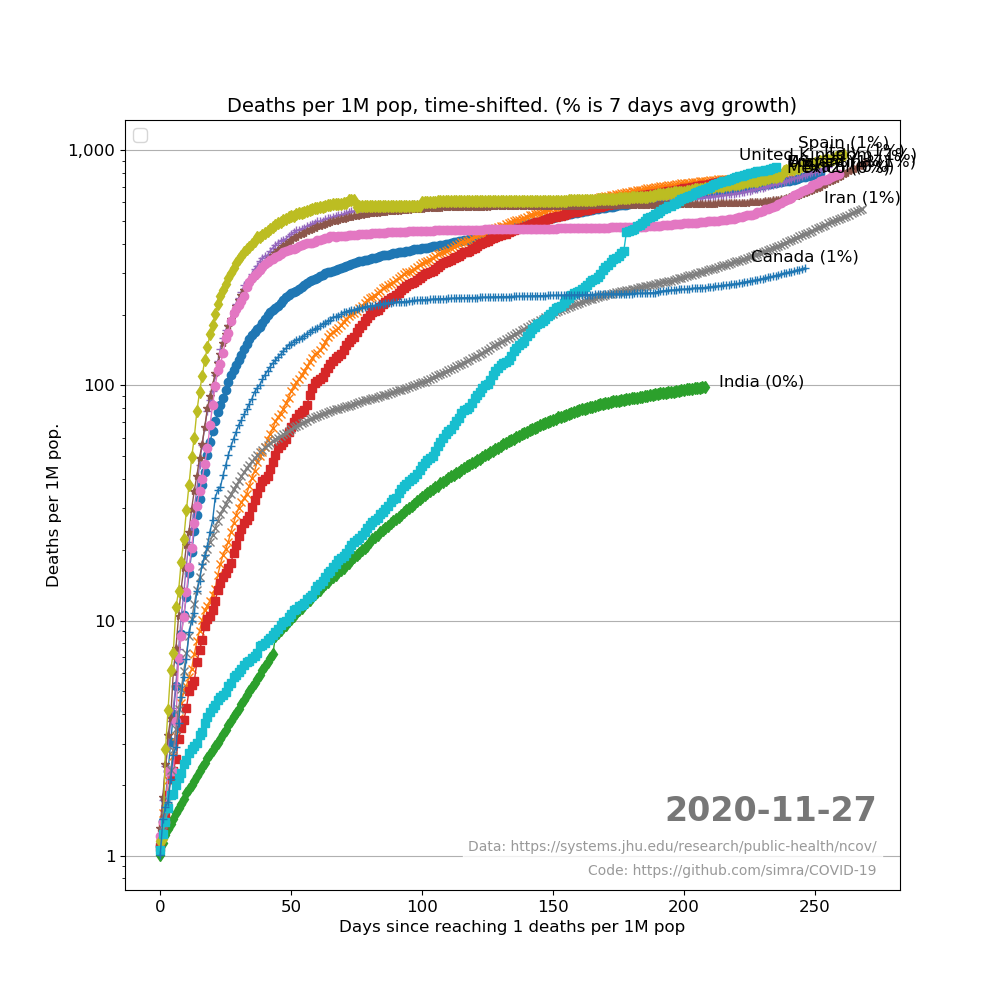 Deaths per 1M pop, time-shifted. (% is 7 days avg growth)
1,000
100
10
1
Deaths per 1M pop.
Spain (1%)
United Kingdom (1%)
Iran (1%)
Canada (1%)
India (0%)
2020-11-27
Data: https://systems.jhu.edu/research/public-health/ncov/
Code: https://github.com/simra/COVID-19
0 50 100 150 200 250
Days since reaching 1 deaths per 1M pop